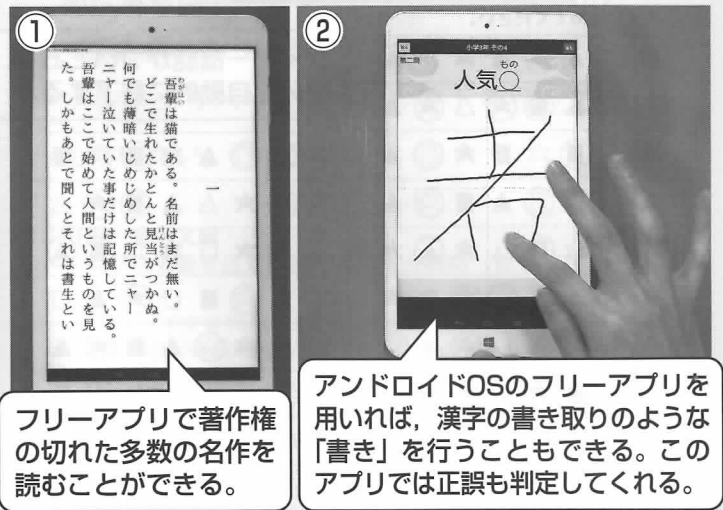 ①
一
吾輩は猫である。名前はまだ無い。
わがはい
どこで生れたかとんと見当がつかぬ。
けんとう
何でも薄暗いじめじめした所でニャー
ニャー泣いていた事だけは記憶している。
吾輩はここで始めて人間というものを見
た。しかもあとで聞くとそれは書生とい
フリーアプリで著作権
の切れた多数の名作を
読むことができる。
②
小学3年 その4
第二問
もの
人気○
者
アンドロイドOSのフリーアプリを
用いれば，漢字の書き取りのような
「書き」を行うこともできる。この
アプリでは正誤も判定してくれる。